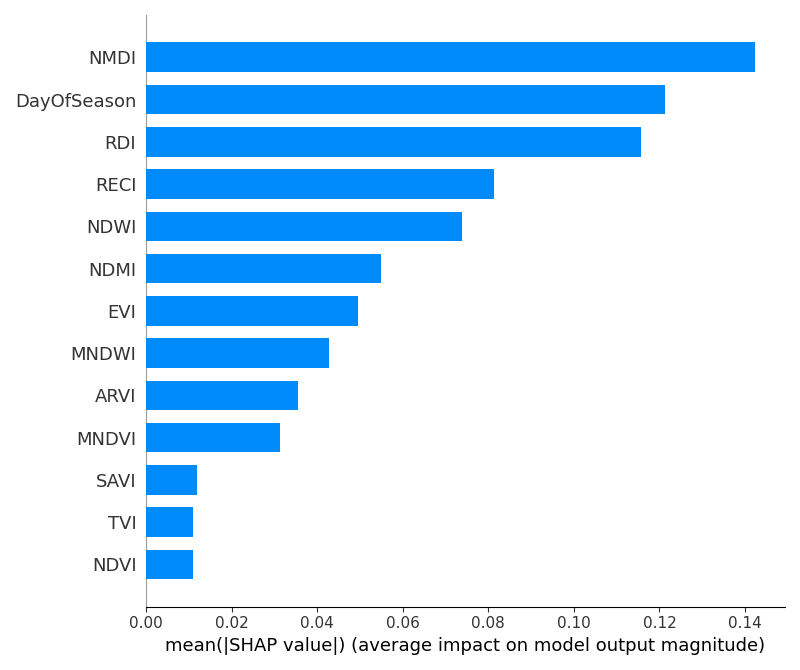 NMDI
DayOfSeason
RDI
RECI
NDWI
NDMI
EVI
MNDWI
ARVI
MNDVI
SAVI
TVI
NDVI
0.00 0.02 0.04 0.06 0.08 0.10 0.12 0.14
mean(|SHAP value|) (average impact on model output magnitude)